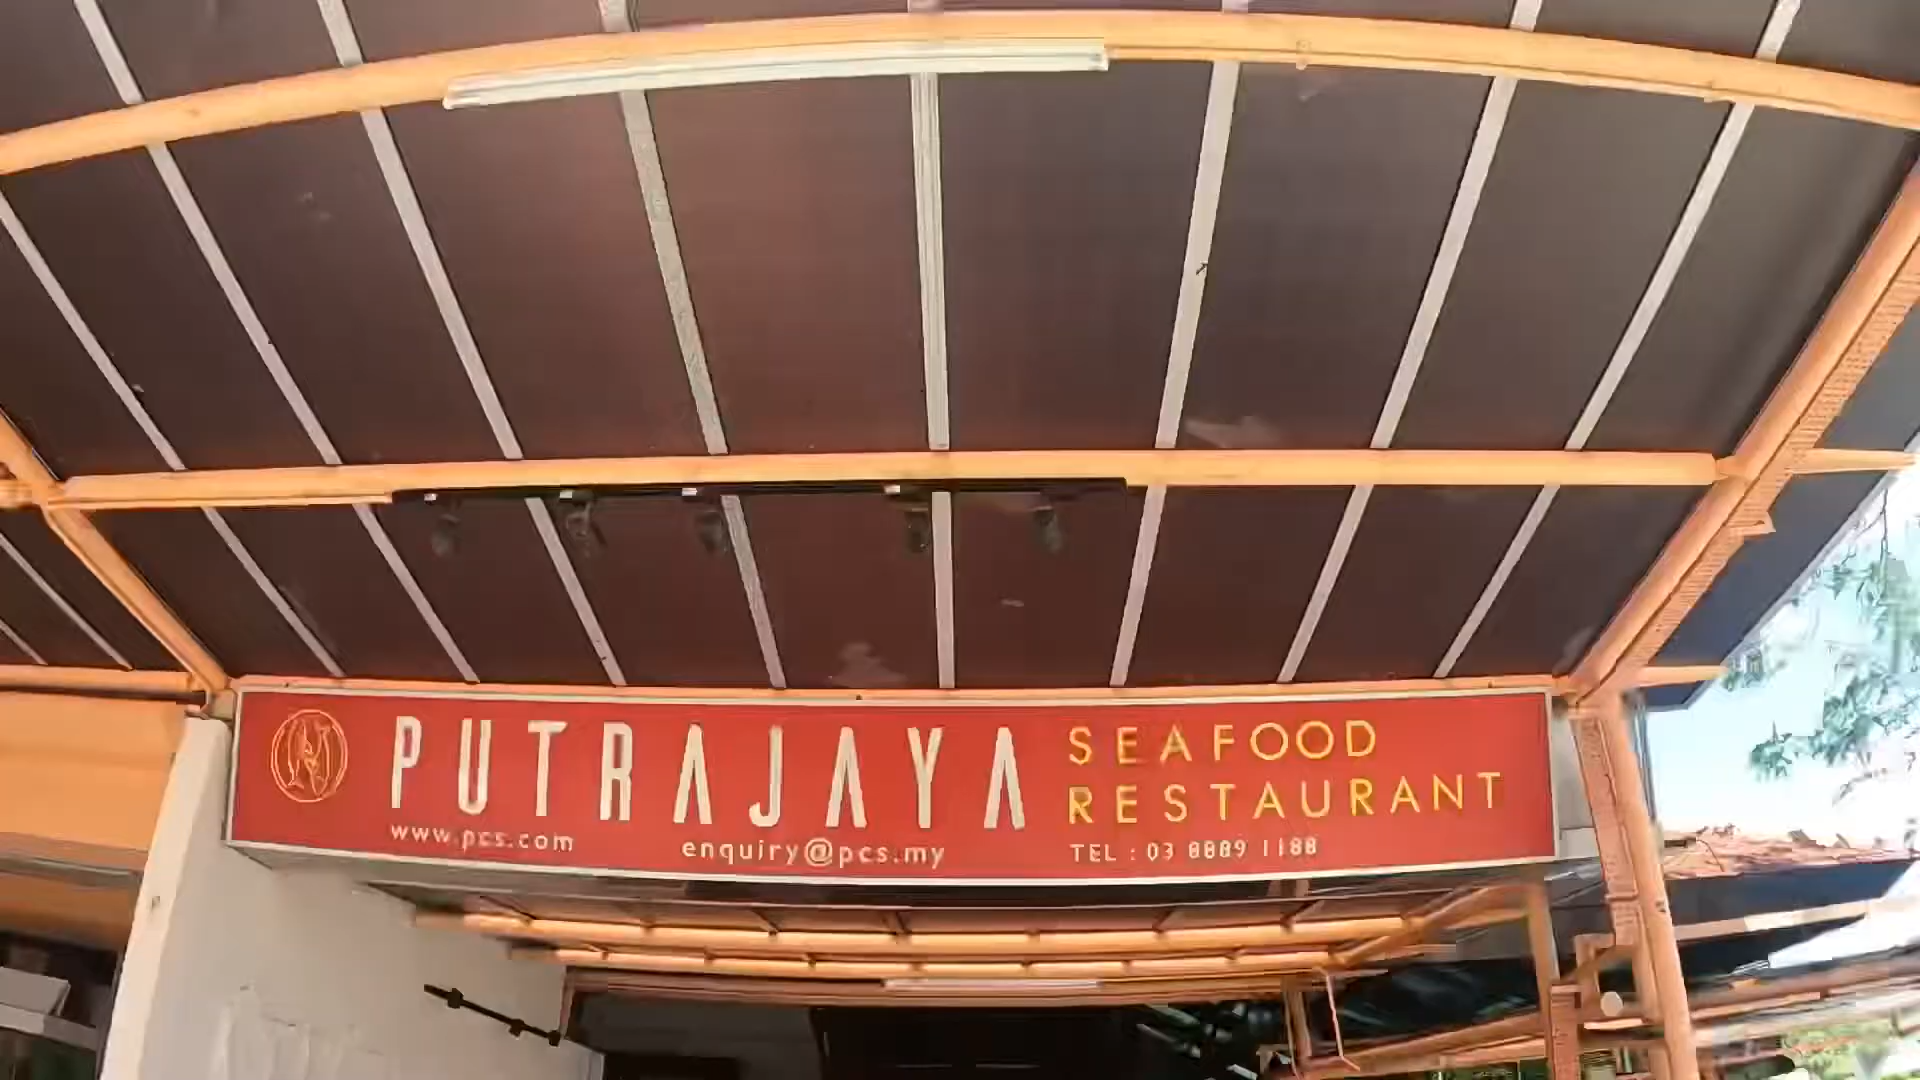 PUTRAJAYA
SEAFOOD
RESTAURANT
www.pcs.com
enquiry@pcs.my
TEL : 03 8889 1188